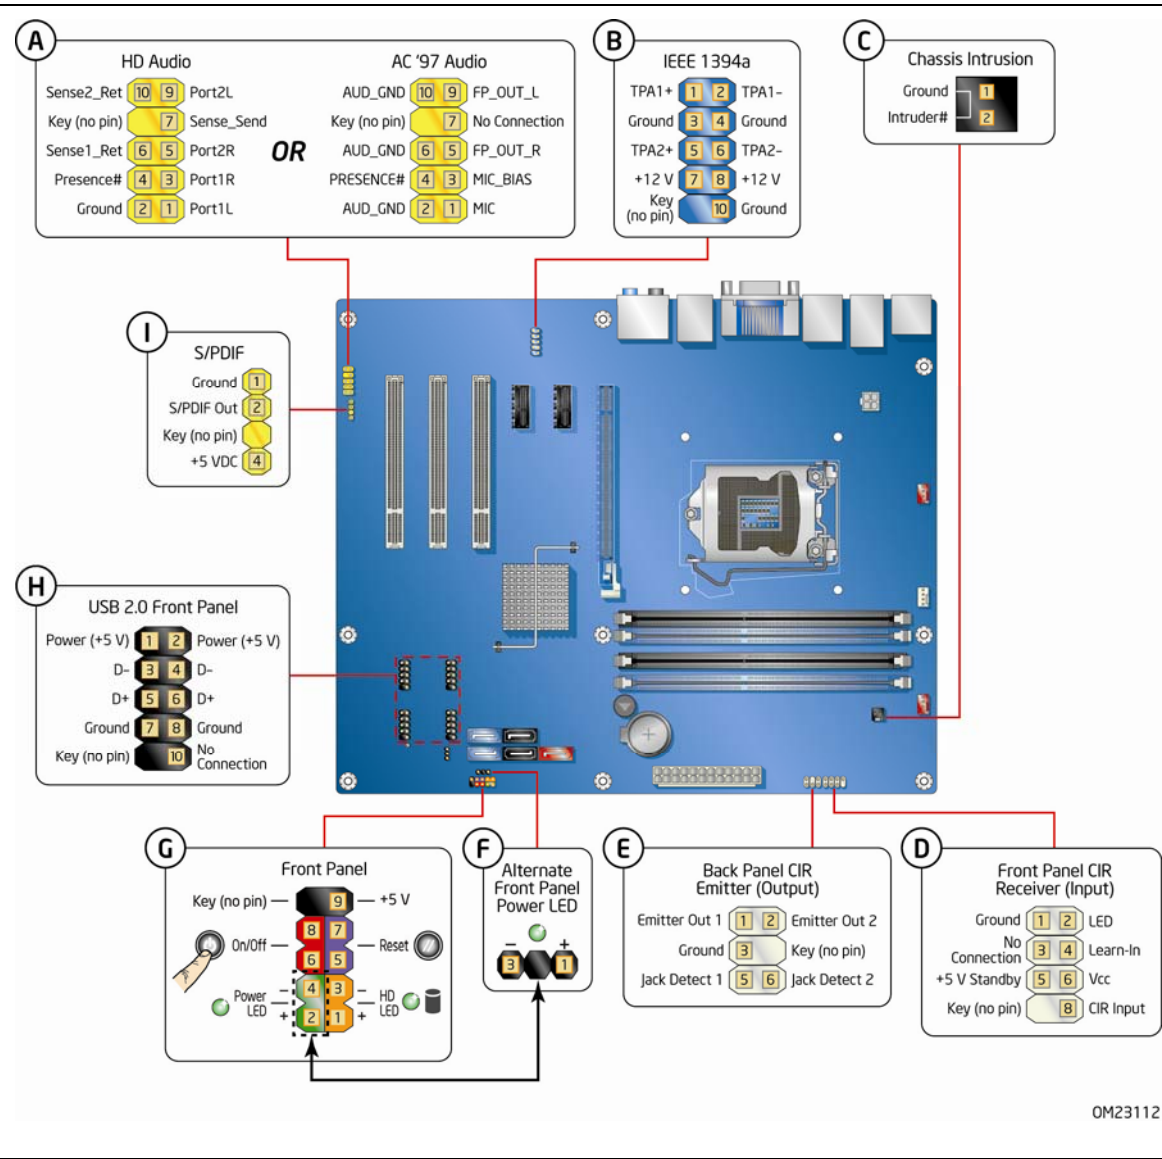 A
HD Audio
AC '97 Audio
Sense2_Ret 10 9 Port2L
AUD_GND 10 9 FP_OUT_L
Key (no pin) 7 Sense_Send
Key (no pin) 7 No Connection
Sense1_Ret 6 5 Port2R
OR
AUD_GND 6 5 FP_OUT_R
Presence# 4 3 Port1R
PRESENCE# 4 3 MIC_BIAS
Ground 2 1 Port1L
AUD_GND 2 1 MIC
B
IEEE 1394a
TPA1+ 1 2 TPA1-
Ground 3 4 Ground
TPA2+ 5 6 TPA2-
+12 V 7 8 +12 V
Key
(no pin) 10 Ground
C
Chassis Intrusion
Ground 1
Intruder# 2
I
S/PDIF
Ground 1
S/PDIF Out 2
Key (no pin)
+5 VDC 4
H
USB 2.0 Front Panel
Power (+5 V) 1 2 Power (+5 V)
D- 3 4 D-
D+ 5 6 D+
Ground 7 8 Ground
Key (no pin) 10 No
Connection
G
Front Panel
Key (no pin) 9 +5 V
8 7
On/Off Reset
6 5
- 4 3 -
Power
LED
HD
LED
+ 2 1 +
F
Alternate
Front Panel
Power LED
- +
3 1
E
Back Panel CIR
Emitter (Output)
Emitter Out 1 1 2 Emitter Out 2
Ground 3 Key (no pin)
Jack Detect 1 5 6 Jack Detect 2
D
Front Panel CIR
Receiver (Input)
Ground 1 2 LED
No
Connection 3 4 Learn-In
+5 V Standby 5 6 Vcc
Key (no pin) 8 CIR Input
OM23112